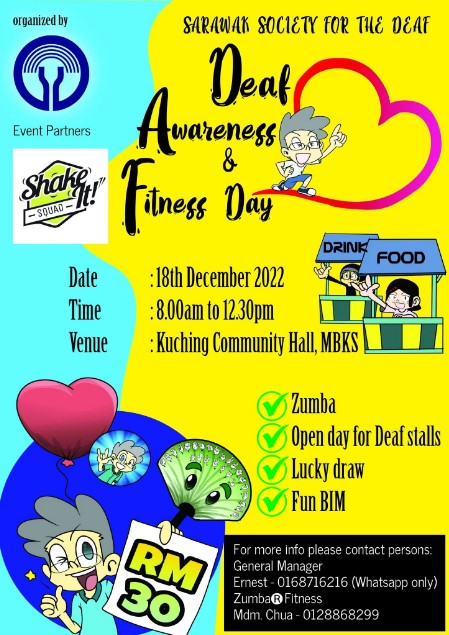 organized by
SARAWAK SOCIETY FOR THE DEAF
Event Partners
Shake
It!"
SQUAD
Deaf
Awareness
&
Fitness Day
DRINK
FOOD
Date : 18th December 2022
Time : 8.00am to 12.30pm
Venue : Kuching Community Hall, MBKS
Zumba
Open day for Deaf stalls
Lucky draw
Fun BIM
RM
30
For more info please contact persons:
General Manager
Ernest - 0168716216 (Whatsapp only)
Zumba®Fitness
Mdm. Chua - 0128868299